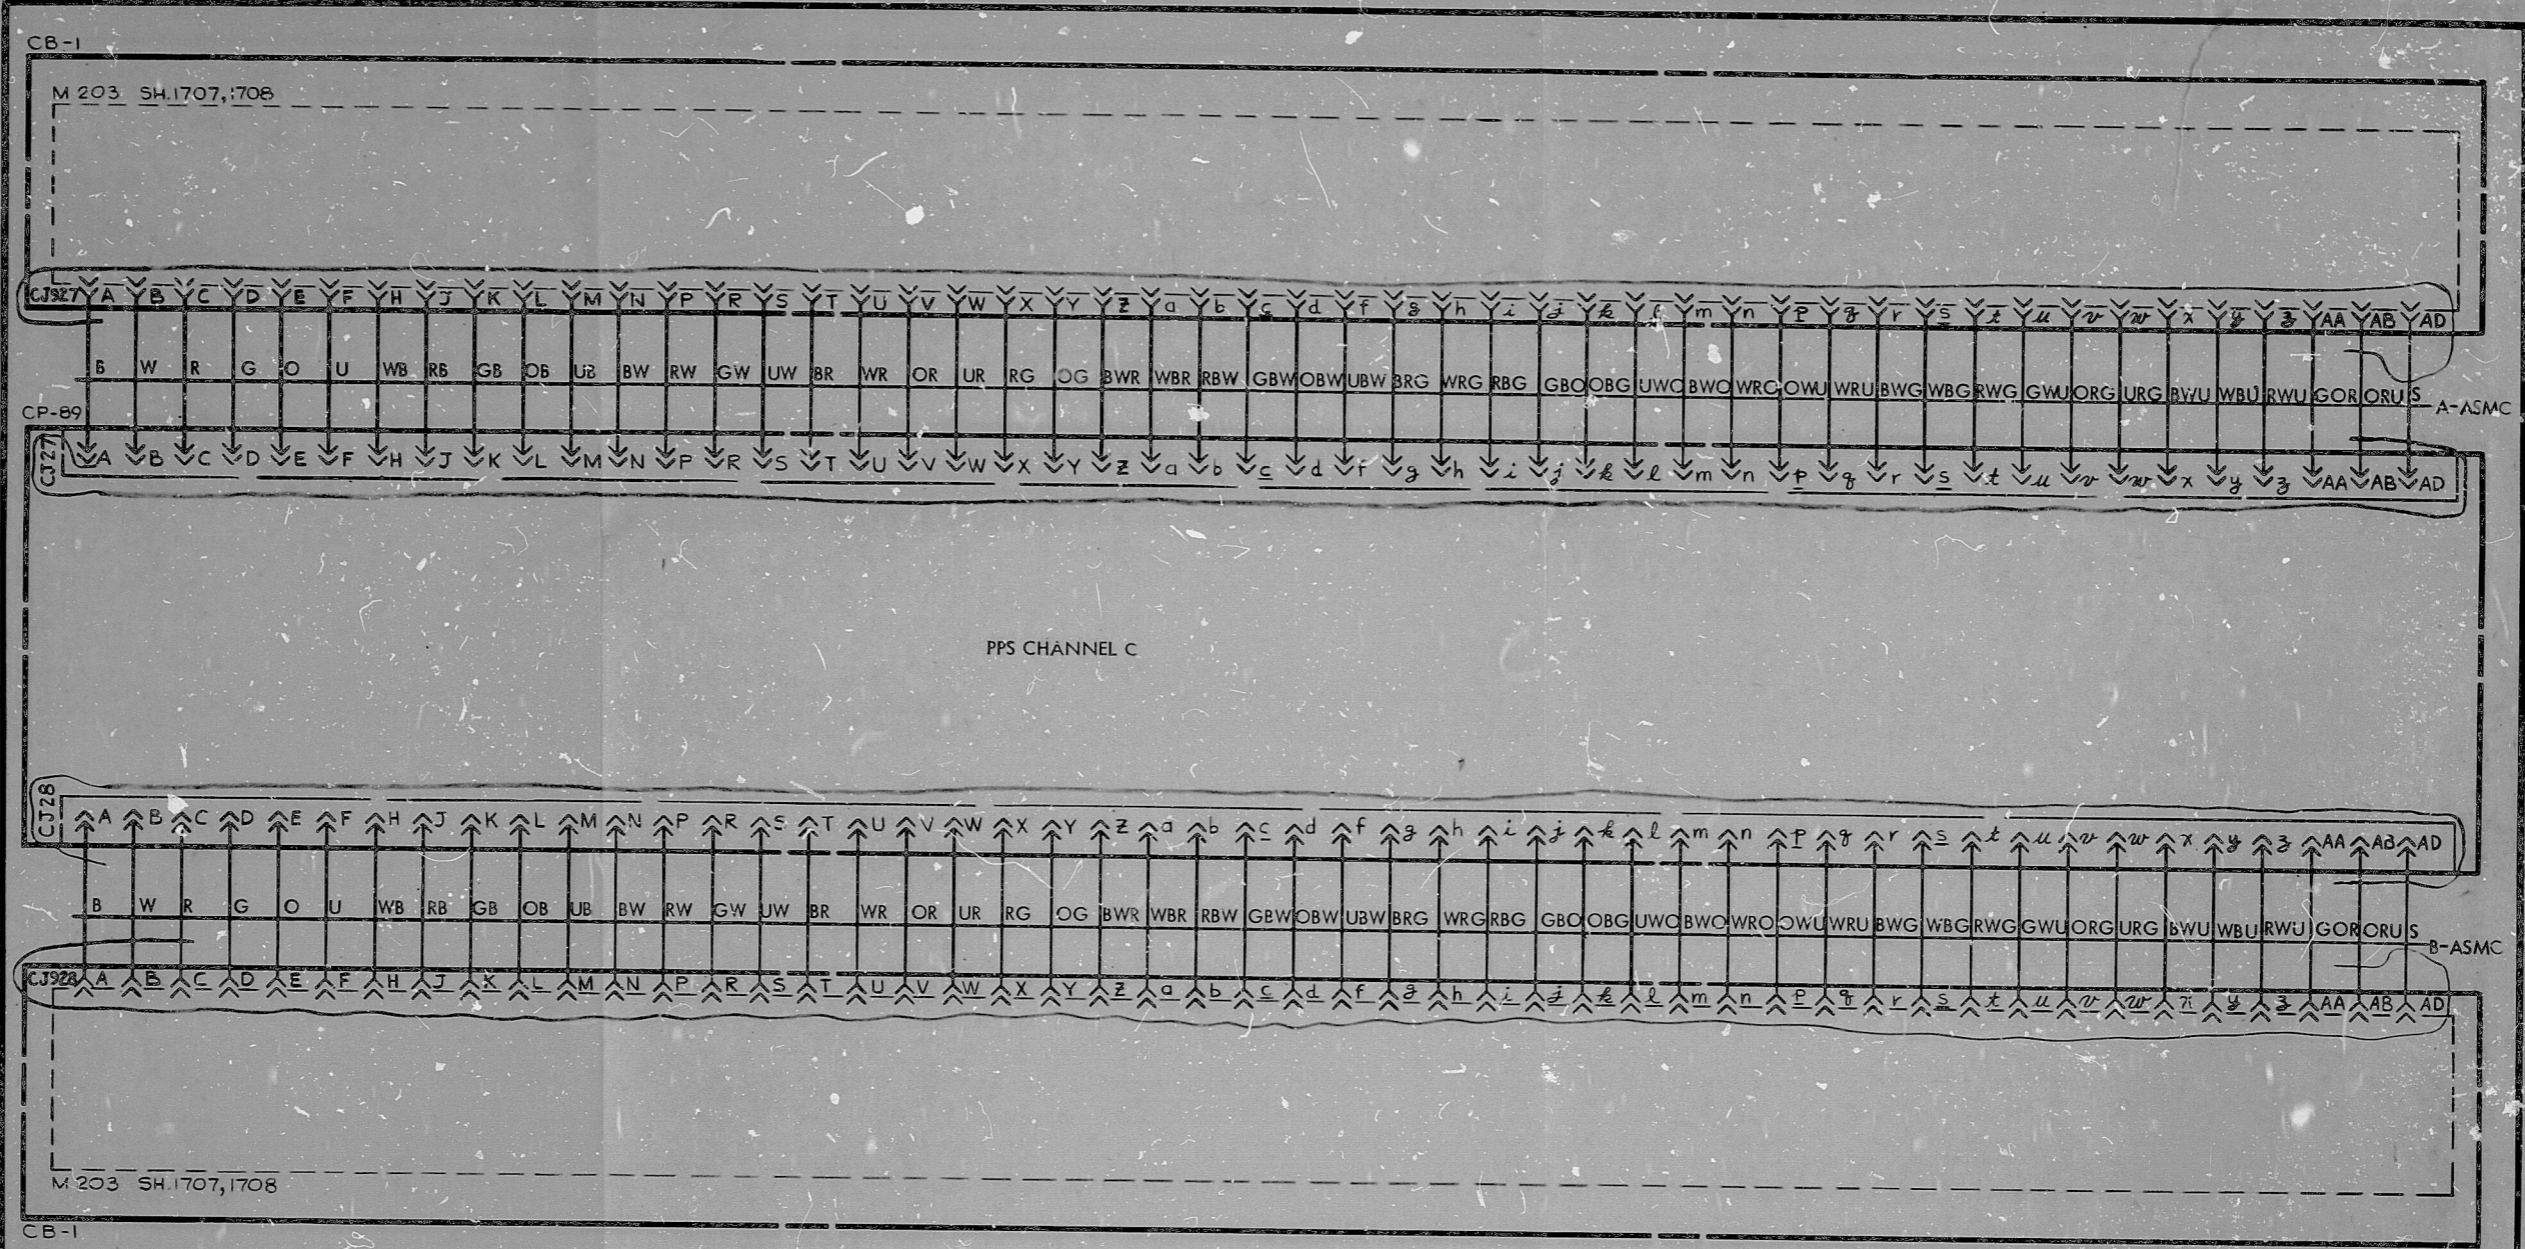 CB-1
M 203 SH.1707,1708
CJ927 A B C D E F H J K L M N P R S T U V W X Y Z a b c d f g h i j k l m n p q r s t u v w x y z AA AB AD
B W R G O U WB RB GB OB UB BW RW GW UW BR WR OR UR RG OG BWR WBR RBW GBW OBW UBW BRG WRG RBG GBO OBG UWO BWO WRO OWU WRU BWG WBG RWG GWU ORG URG BWU WBU RWU GOR ORU S
A-ASMC
CP-89
CJ27 A B C D E F H J K L M N P R S T U V W X Y Z a b c d f g h i j k l m n p q r s t u v w x y z AA AB AD
PPS CHANNEL C
CJ28 A B C D E F H J K L M N P R S T U V W X Y Z a b c d f g h i j k l m n p q r s t u v w x y z AA AB AD
B W R G O U WB RB GB OB UB BW RW GW UW BR WR OR UR RG OG BWR WBR RBW GBW OBW UBW BRG WRG RBG GBO OBG UWO BWO WRO OWU WRU BWG WBG RWG GWU ORG URG BWU WBU RWU GOR ORU S
B-ASMC
CJ928 A B C D E F H J K L M N P R S T U V W X Y Z a b c d f g h i j k l m n p q r s t u v w x y z AA AB AD
M 203 SH.1707,1708
CB-1